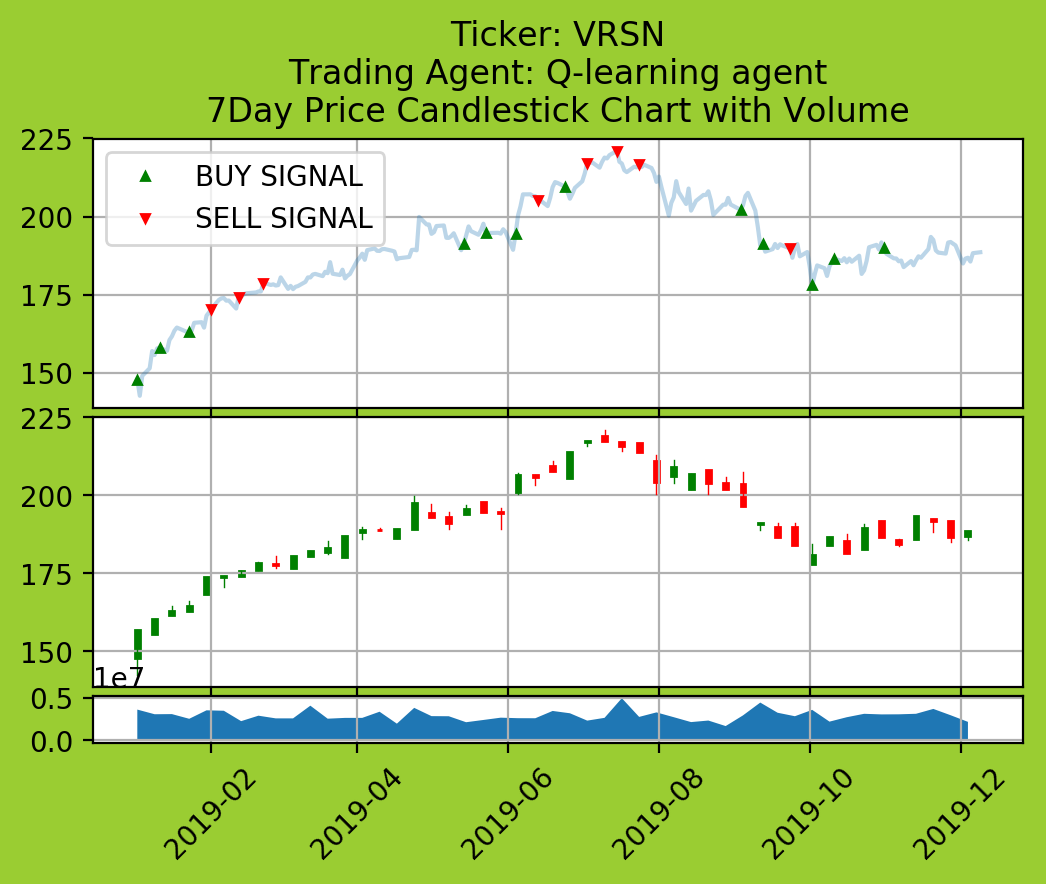 Ticker: VRSN
Trading Agent: Q-learning agent
7Day Price Candlestick Chart with Volume
225
200
175
150
BUY SIGNAL
SELL SIGNAL
225
200
175
150
1e7
0.5
0.0
2019-02
2019-04
2019-06
2019-08
2019-10
2019-12